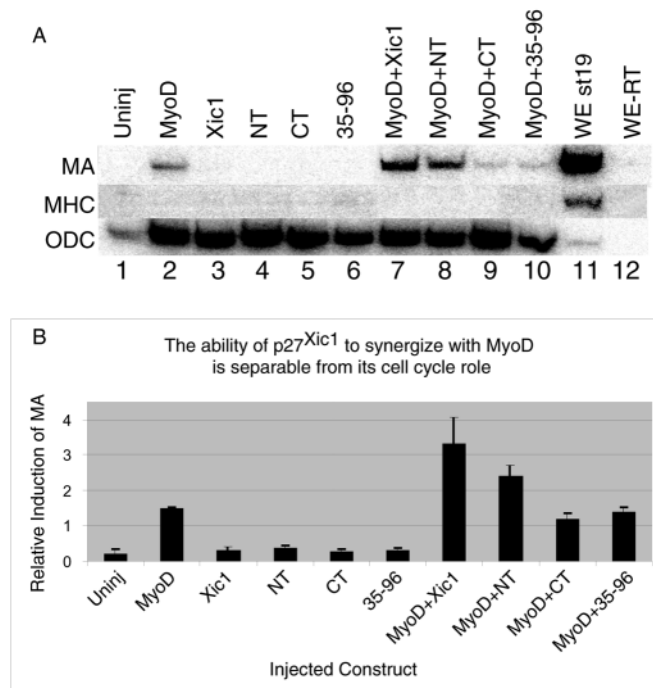 A
Uninj
MyoD
Xic1
NT
CT
35-96
MyoD+Xic1
MyoD+NT
MyoD+CT
MyoD+35-96
WE st19
WE-RT
MA
MHC
ODC
1 2 3 4 5 6 7 8 9 10 11 12
B
The ability of p27Xic1 to synergize with MyoD
is separable from its cell cycle role
Relative Induction of MA
4
3
2
1
0
Uninj
MyoD
Xic1
NT
CT
35-96
MyoD+Xic1
MyoD+NT
MyoD+CT
MyoD+35-96
Injected Construct